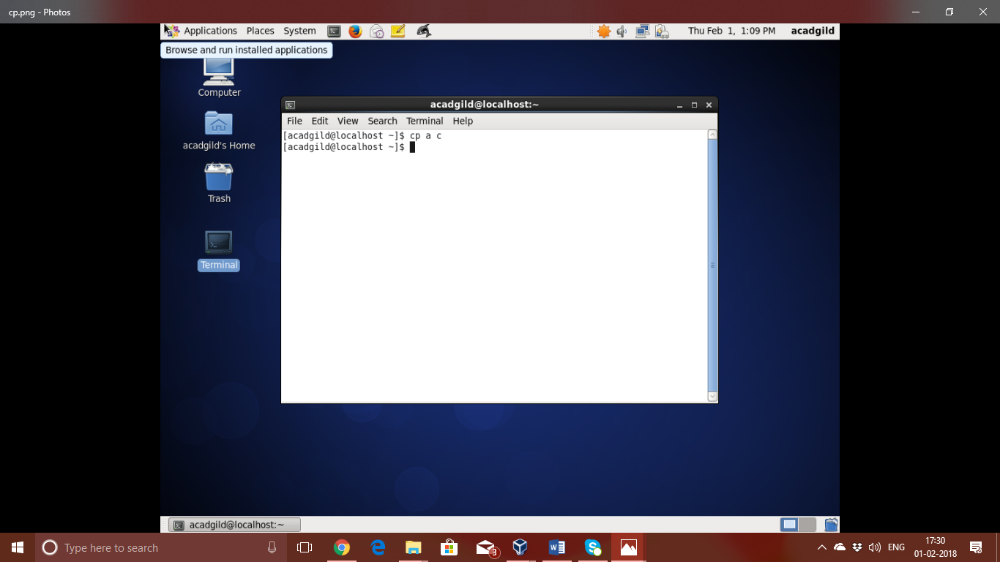 cp.png - Photos
Applications Places System Thu Feb 1, 1:09 PM acadgild
Browse and run installed applications
Computer
acadgild's Home
Trash
Terminal
acadgild@localhost:~
File Edit View Search Terminal Help
[acadgild@localhost ~]$ cp a c
[acadgild@localhost ~]$
acadgild@localhost:~
Type here to search
3
ENG
17:30
01-02-2018